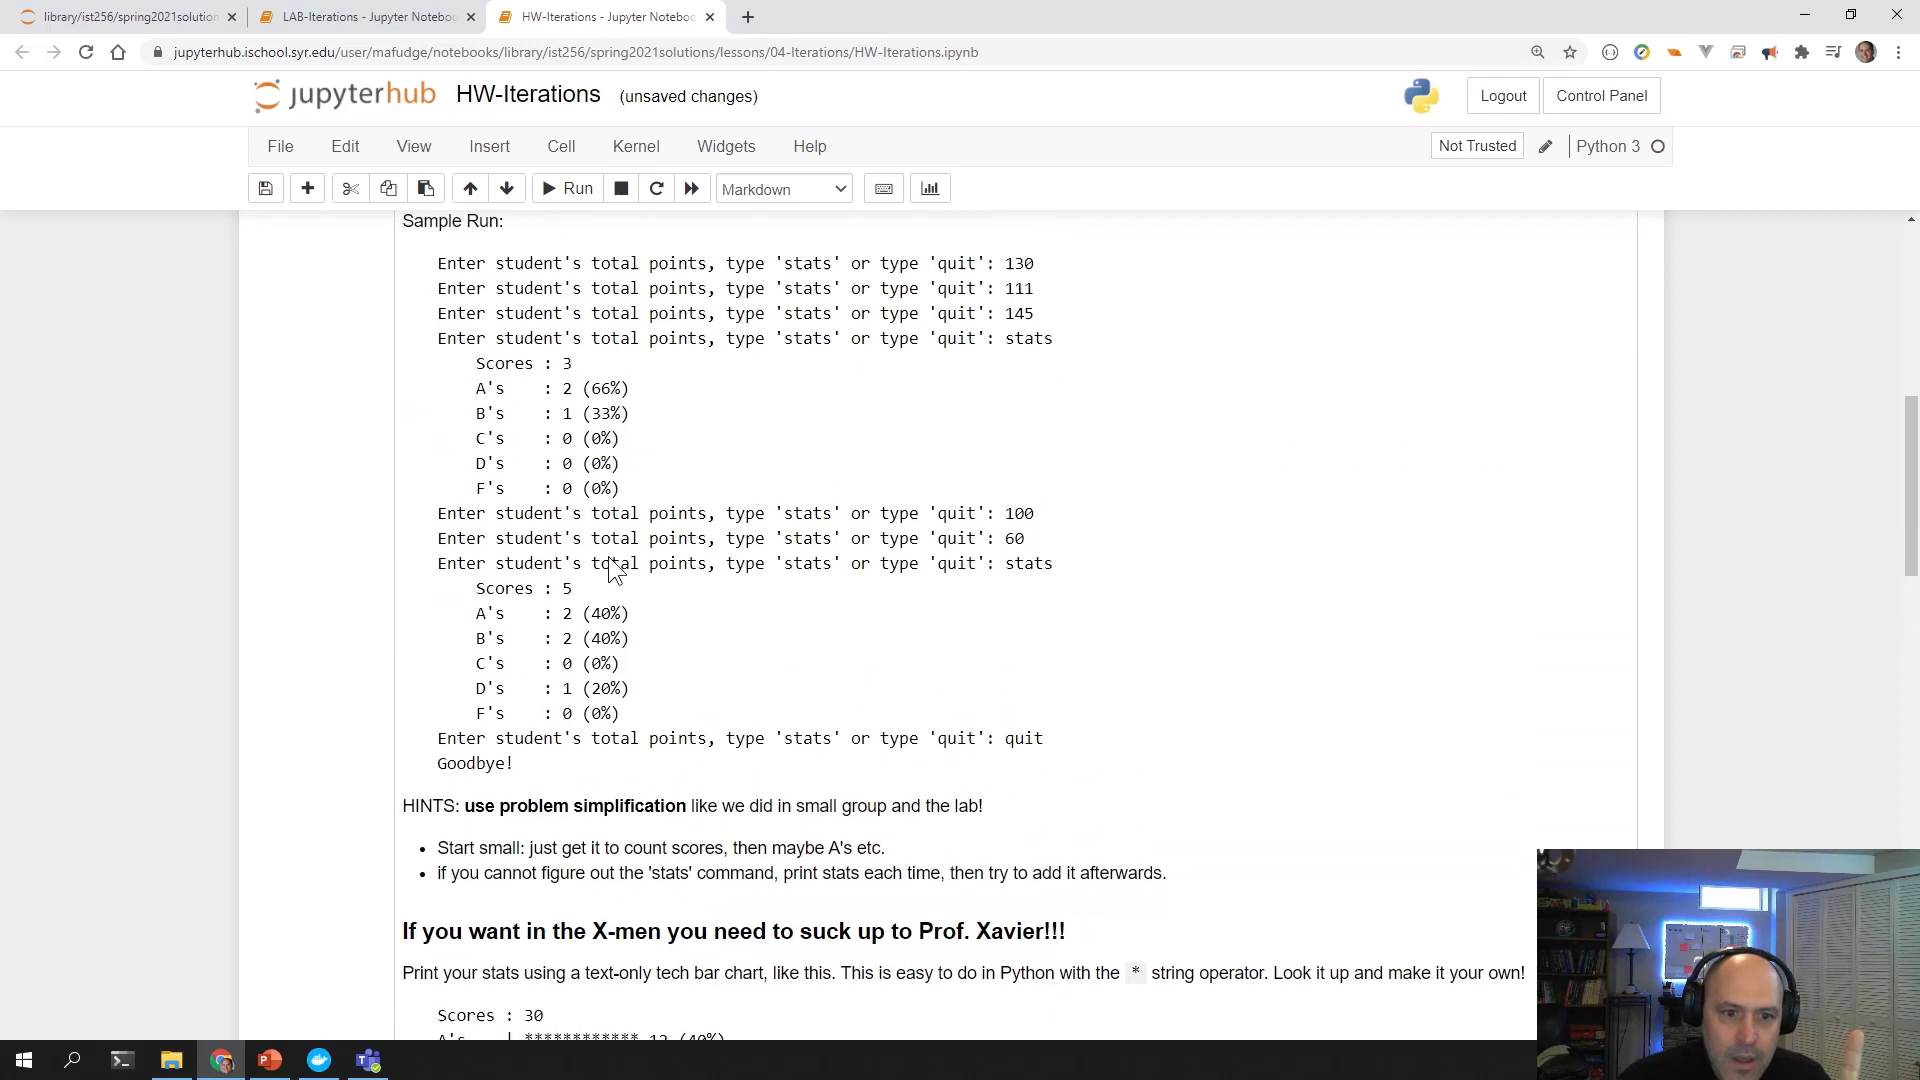 library/ist256/spring2021solution
LAB-Iterations - Jupyter Noteboo
HW-Iterations - Jupyter Noteboo
jupyterhub.ischool.syr.edu/user/mafudge/notebooks/library/ist256/spring2021solutions/lessons/04-Iterations/HW-Iterations.ipynb
jupyterhub HW-Iterations (unsaved changes) Logout Control Panel
File Edit View Insert Cell Kernel Widgets Help Not Trusted Python 3
Run Markdown
Sample Run:
Enter student's total points, type 'stats' or type 'quit': 130
Enter student's total points, type 'stats' or type 'quit': 111
Enter student's total points, type 'stats' or type 'quit': 145
Enter student's total points, type 'stats' or type 'quit': stats
Scores : 3
A's : 2 (66%)
B's : 1 (33%)
C's : 0 (0%)
D's : 0 (0%)
F's : 0 (0%)
Enter student's total points, type 'stats' or type 'quit': 100
Enter student's total points, type 'stats' or type 'quit': 60
Enter student's total points, type 'stats' or type 'quit': stats
Scores : 5
A's : 2 (40%)
B's : 2 (40%)
C's : 0 (0%)
D's : 1 (20%)
F's : 0 (0%)
Enter student's total points, type 'stats' or type 'quit': quit
Goodbye!
HINTS: use problem simplification like we did in small group and the lab!
• Start small: just get it to count scores, then maybe A's etc.
• if you cannot figure out the 'stats' command, print stats each time, then try to add it afterwards.
If you want in the X-men you need to suck up to Prof. Xavier!!!
Print your stats using a text-only tech bar chart, like this. This is easy to do in Python with the * string operator. Look it up and make it your own!
Scores : 30
A's | ************ 12 (40%)